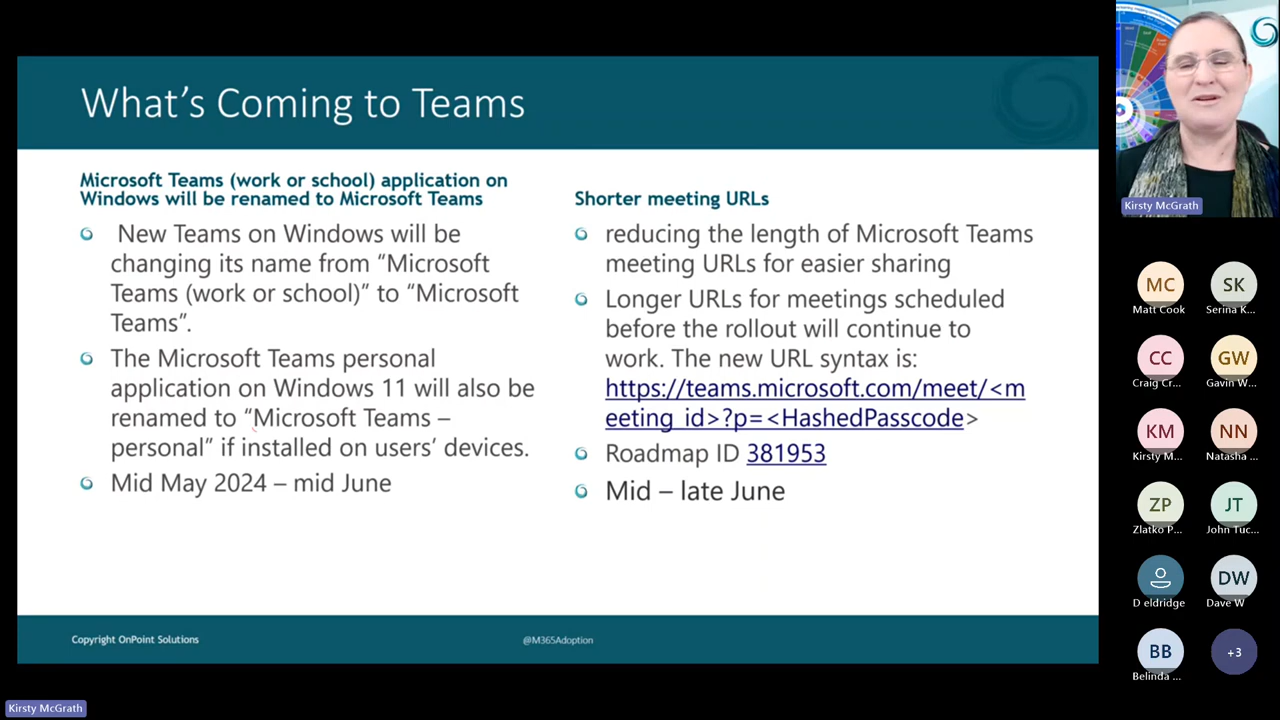 What's Coming to Teams
Microsoft Teams (work or school) application on
Windows will be renamed to Microsoft Teams
New Teams on Windows will be
changing its name from “Microsoft
Teams (work or school)” to “Microsoft
Teams”.
The Microsoft Teams personal
application on Windows 11 will also be
renamed to “Microsoft Teams –
personal” if installed on users’ devices.
Mid May 2024 – mid June
Shorter meeting URLs
reducing the length of Microsoft Teams
meeting URLs for easier sharing
Longer URLs for meetings scheduled
before the rollout will continue to
work. The new URL syntax is:
https://teams.microsoft.com/meet/<m
eeting_id>?p=<HashedPasscode>
Roadmap ID 381953
Mid – late June
Copyright OnPoint Solutions
@M365Adoption
Kirsty McGrath
MC
Matt Cook
SK
Serina K...
CC
Craig Cr...
GW
Gavin W...
KM
Kirsty M...
NN
Natasha ...
ZP
Zlatko P...
JT
John Tuc...
D eldridge
DW
Dave W
BB
Belinda ...
+3
Kirsty McGrath